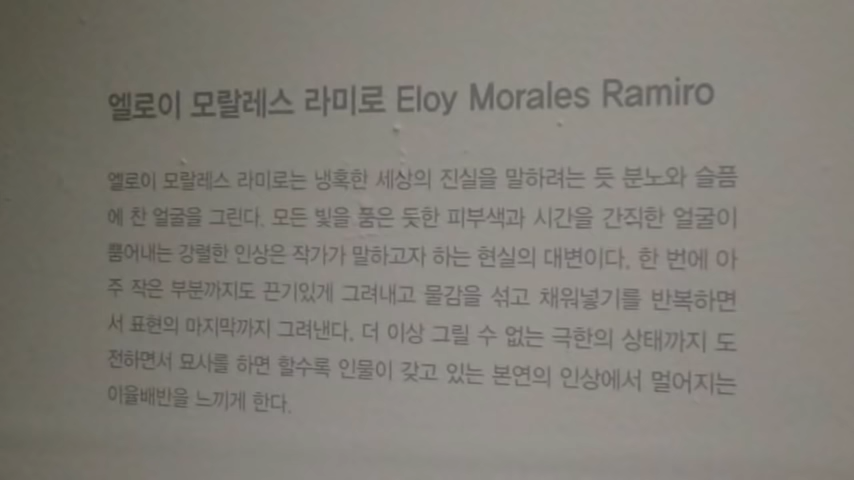 엘로이 모랄레스 라미로 Eloy Morales Ramiro
엘로이 모랄레스 라미로는 냉혹한 세상의 진실을 말하려는 듯 분노와 슬픔
에 찬 얼굴을 그린다. 모든 빛을 품은 듯한 피부색과 시간을 간직한 얼굴이
뿜어내는 강렬한 인상은 작가가 말하고자 하는 현실의 대변이다. 한 번에 아
주 작은 부분까지도 끈기있게 그려내고 물감을 섞고 채워넣기를 반복하면
서 표현의 마지막까지 그려낸다. 더 이상 그릴 수 없는 극한의 상태까지 도
전하면서 묘사를 하면 할수록 인물이 갖고 있는 본연의 인상에서 멀어지는
이율배반을 느끼게 한다.